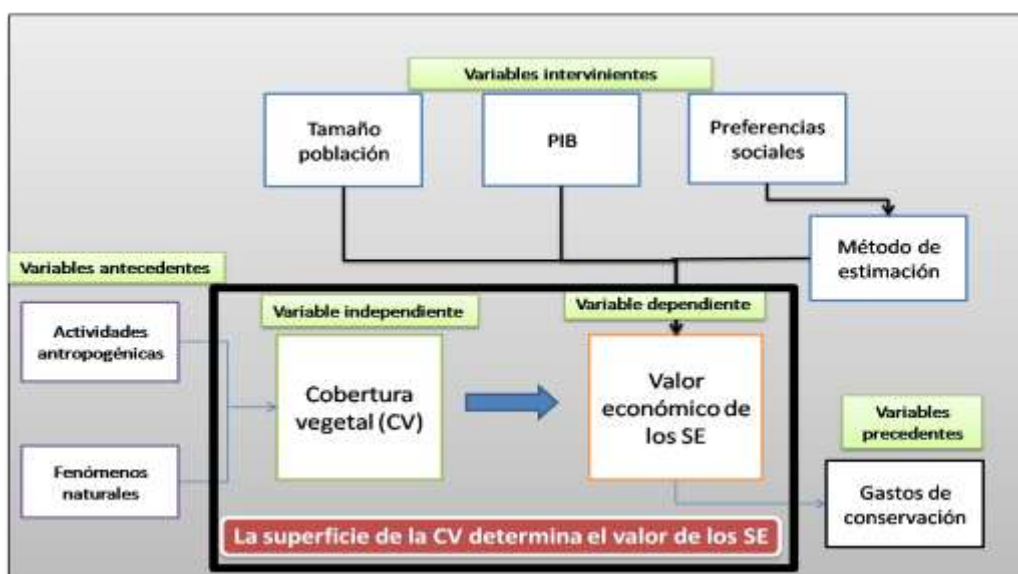 Variables intervinientes
Tamaño
población
PIB
Preferencias
sociales
Método de
estimación
Variables antecedentes
Actividades
antropogénicas
Fenómenos
naturales
Variable independiente
Cobertura
vegetal (CV)
Variable dependiente
Valor
económico de
los SE
Variables
precedentes
Gastos de
conservación
La superficie de la CV determina el valor de los SE